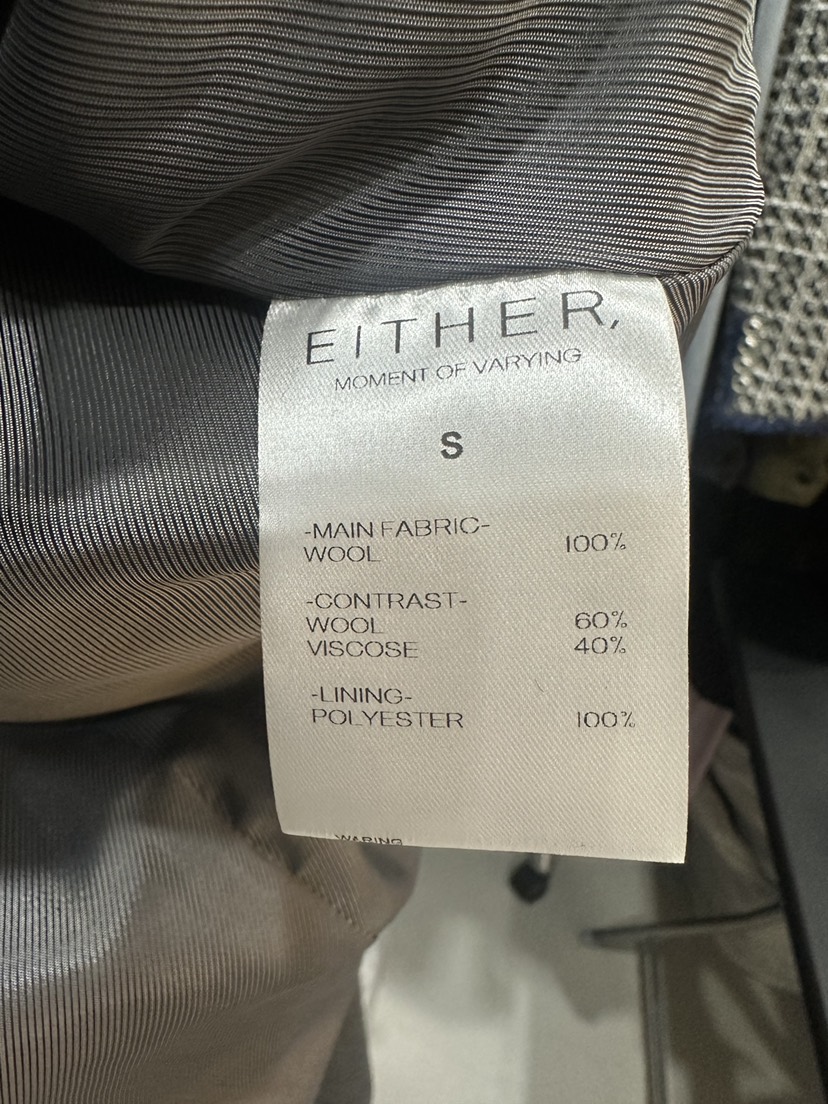 EITHER,
MOMENT OF VARYING
S
-MAIN FABRIC-
WOOL 100%
-CONTRAST-
WOOL 60%
VISCOSE 40%
-LINING-
POLYESTER 100%